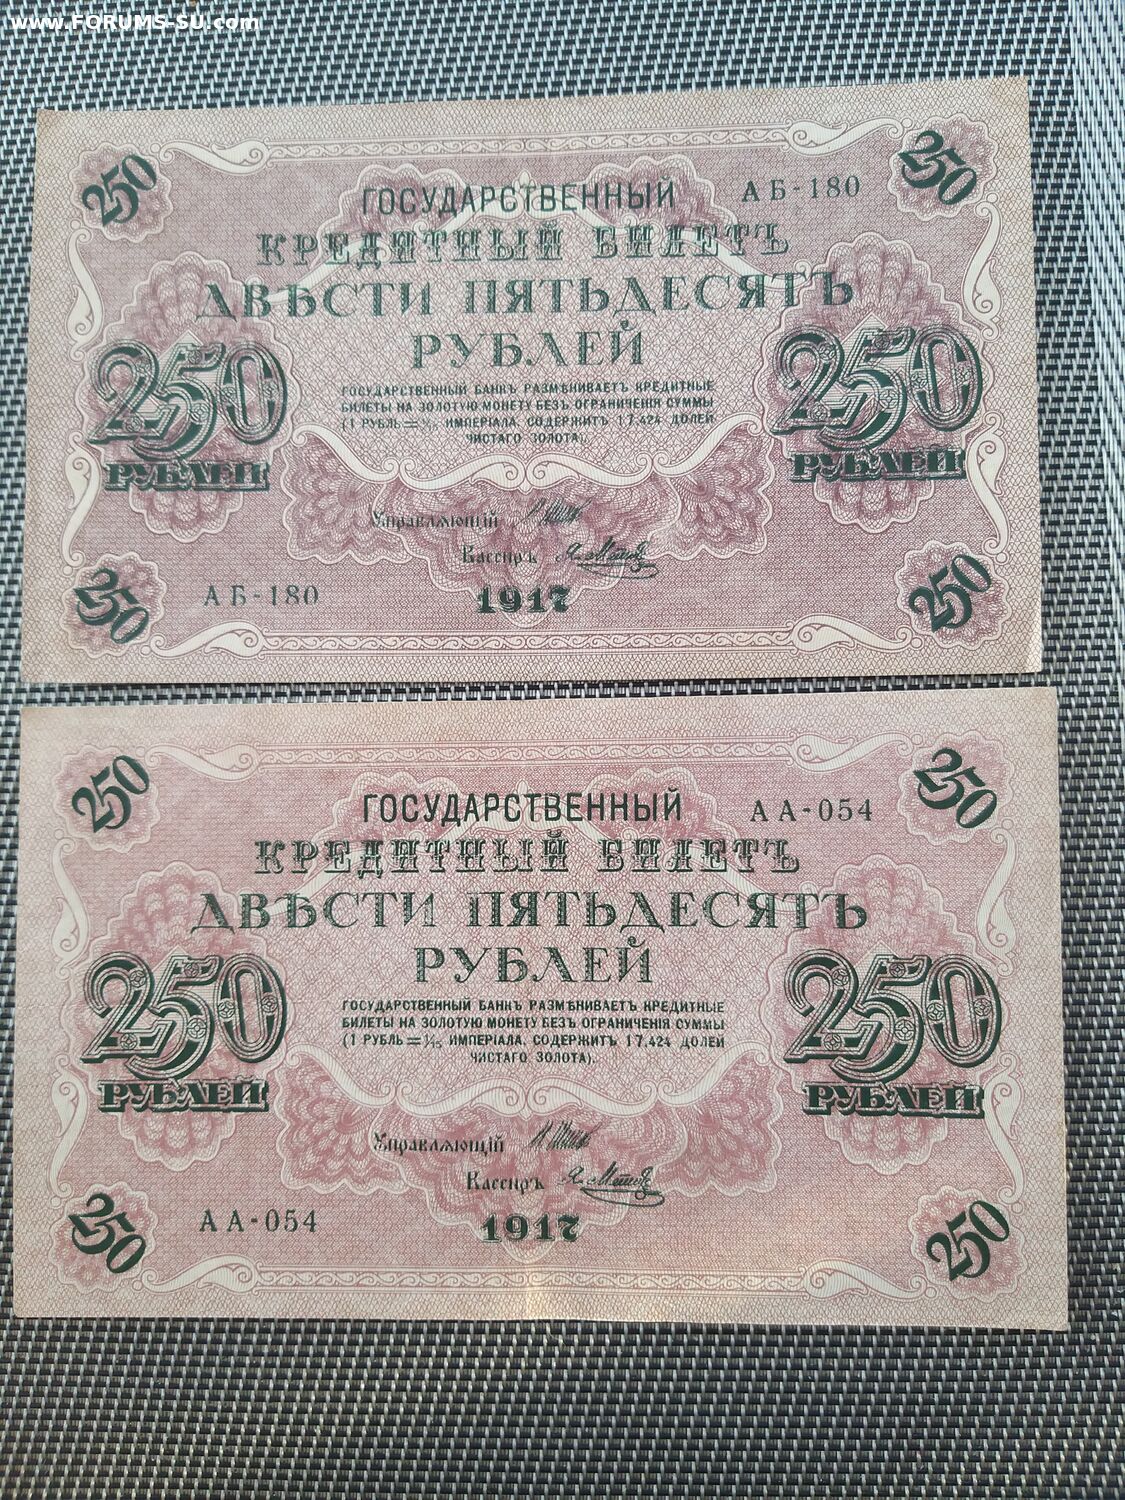 www.FORUMS-SU.com
250
250
ГОСУДАРСТВЕННЫЙ
АБ-180
КРЕДИТНЫЙ БИЛЕТЪ
ДВѢСТИ ПЯТЬДЕСЯТЪ
РУБЛЕЙ
250
РУБЛЕЙ
250
РУБЛЕЙ
ГОСУДАРСТВЕННЫЙ БАНКЪ РАЗМѢНИВАЕТЪ КРЕДИТНЫЕ
БИЛЕТЫ НА ЗОЛОТУЮ МОНЕТУ БЕЗЪ ОГРАНИЧЕНІЯ СУММЫ
(1 РУБЛЬ=1/15 ИМПЕРІАЛА, СОДЕРЖИТЪ 17,424 ДОЛЕЙ
ЧИСТАГО ЗОЛОТА).
Управляющій
Кассиръ
1917
АБ-180
250
250
250
250
ГОСУДАРСТВЕННЫЙ
АА-054
КРЕДИТНЫЙ БИЛЕТЪ
ДВѢСТИ ПЯТЬДЕСЯТЪ
РУБЛЕЙ
250
РУБЛЕЙ
250
РУБЛЕЙ
ГОСУДАРСТВЕННЫЙ БАНКЪ РАЗМѢНИВАЕТЪ КРЕДИТНЫЕ
БИЛЕТЫ НА ЗОЛОТУЮ МОНЕТУ БЕЗЪ ОГРАНИЧЕНІЯ СУММЫ
(1 РУБЛЬ=1/15 ИМПЕРІАЛА, СОДЕРЖИТЪ 17,424 ДОЛЕЙ
ЧИСТАГО ЗОЛОТА).
Управляющій
Кассиръ
1917
АА-054
250
250